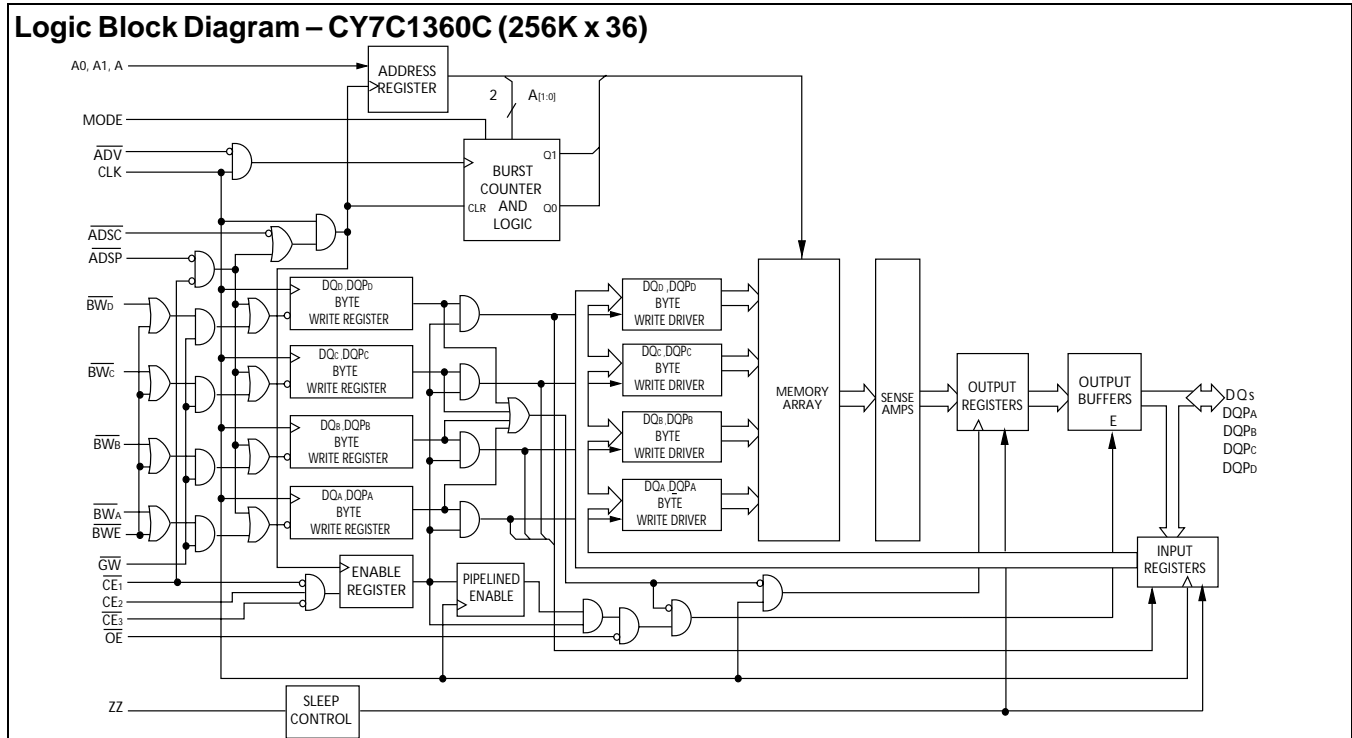 Logic Block Diagram – CY7C1360C (256K x 36)
A0, A1, A
ADDRESS
REGISTER
2
A[1:0]
MODE
ADV
CLK
BURST
COUNTER
AND
LOGIC
CLR
Q1
Q0
ADSC
ADSP
BWD
DQD ,DQPD
BYTE
WRITE REGISTER
DQD ,DQPD
BYTE
WRITE DRIVER
BWC
DQC ,DQPC
BYTE
WRITE REGISTER
DQC ,DQPC
BYTE
WRITE DRIVER
MEMORY
ARRAY
SENSE
AMPS
OUTPUT
REGISTERS
OUTPUT
BUFFERS
E
DQs
DQPA
DQPB
DQPC
DQPD
BWB
DQB ,DQPB
BYTE
WRITE REGISTER
DQB ,DQPB
BYTE
WRITE DRIVER
BWA
BWE
DQA ,DQPA
BYTE
WRITE REGISTER
DQA ,DQPA
BYTE
WRITE DRIVER
GW
CE1
CE2
CE3
OE
ENABLE
REGISTER
PIPELINED
ENABLE
INPUT
REGISTERS
ZZ
SLEEP
CONTROL